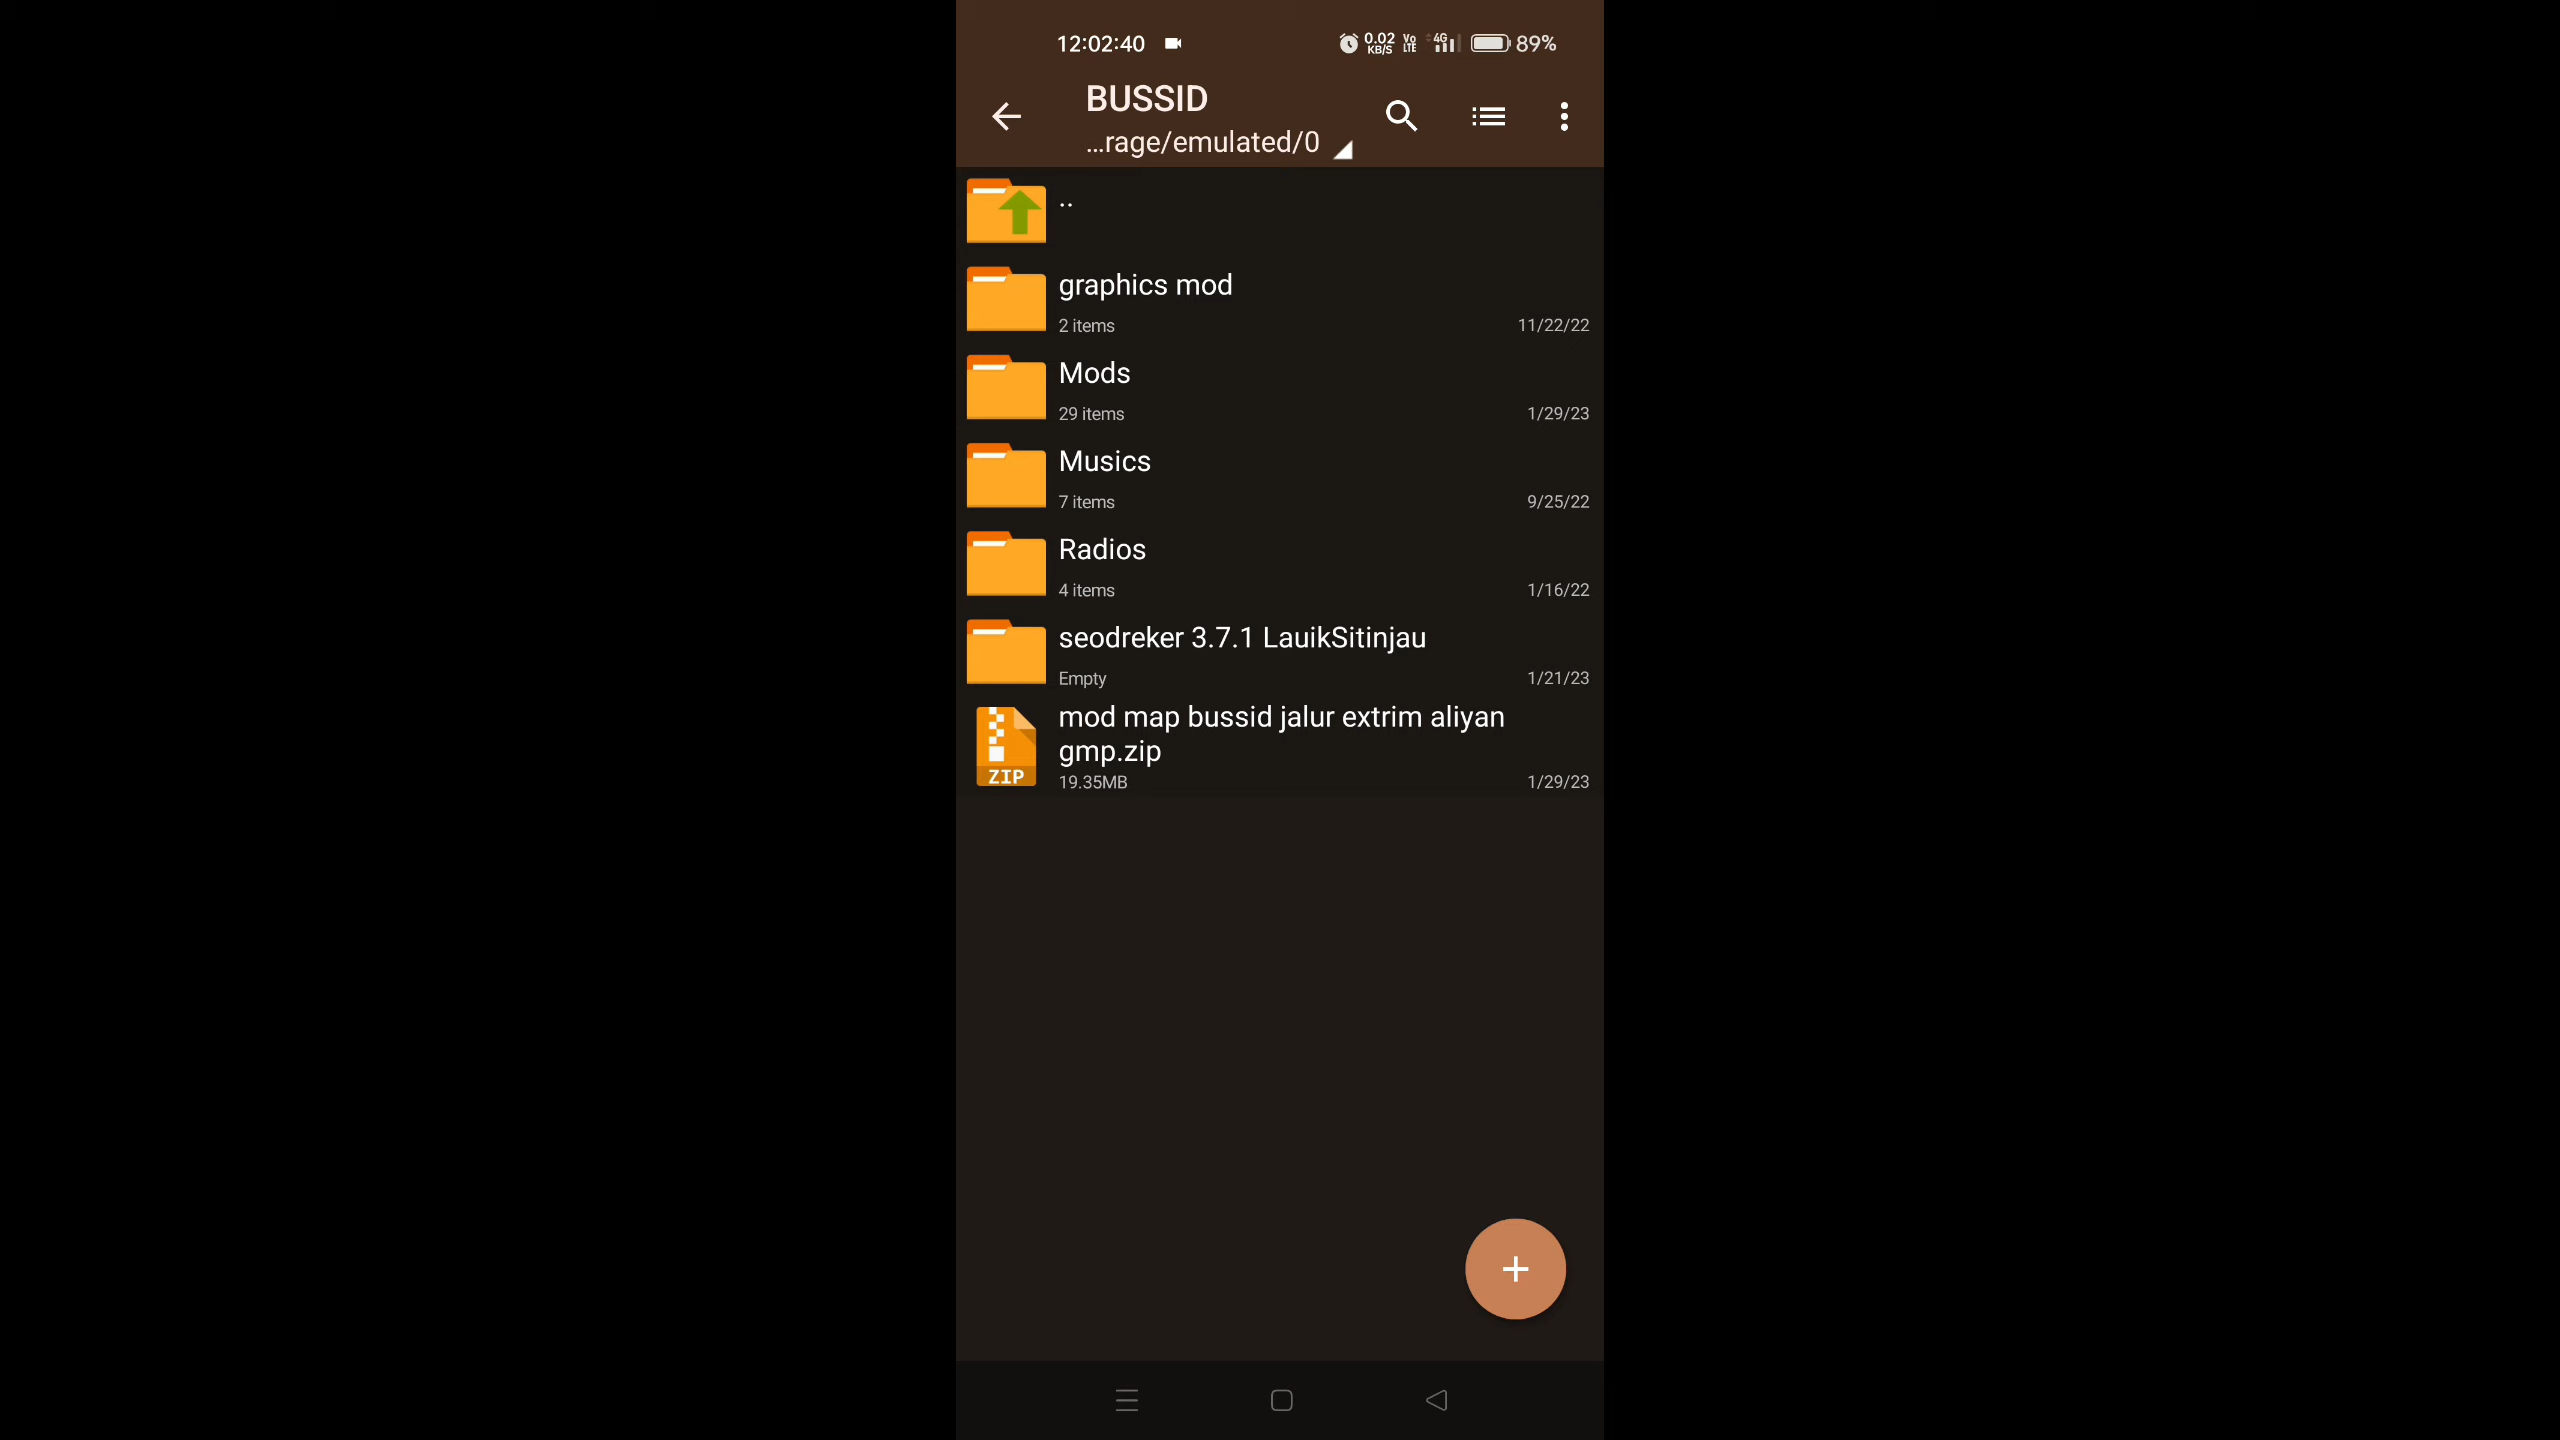 12:02:40 0.02 KB/S Vo LTE 4G 89%
BUSSID
...rage/emulated/0
..
graphics mod
2 items 11/22/22
Mods
29 items 1/29/23
Musics
7 items 9/25/22
Radios
4 items 1/16/22
seodreker 3.7.1 LauikSitinjau
Empty 1/21/23
mod map bussid jalur extrim aliyan
gmp.zip
ZIP
19.35MB 1/29/23